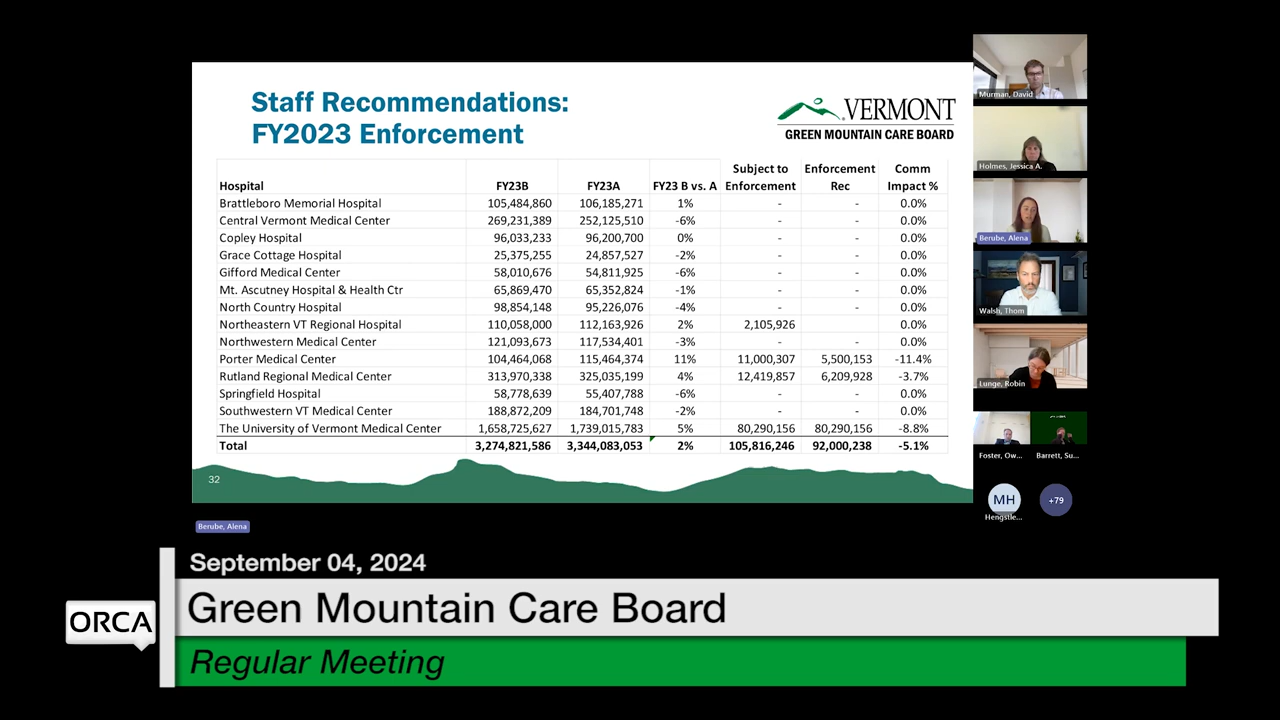 Staff Recommendations:
FY2023 Enforcement
VERMONT
GREEN MOUNTAIN CARE BOARD
Hospital FY23B FY23A FY23 B vs. A Subject to Enforcement Enforcement Rec Comm Impact %
Brattleboro Memorial Hospital 105,484,860 106,185,271 1% - - 0.0%
Central Vermont Medical Center 269,231,389 252,125,510 -6% - - 0.0%
Copley Hospital 96,033,233 96,200,700 0% - - 0.0%
Grace Cottage Hospital 25,375,255 24,857,527 -2% - - 0.0%
Gifford Medical Center 58,010,676 54,811,925 -6% - - 0.0%
Mt. Ascutney Hospital & Health Ctr 65,869,470 65,352,824 -1% - - 0.0%
North Country Hospital 98,854,148 95,226,076 -4% - - 0.0%
Northeastern VT Regional Hospital 110,058,000 112,163,926 2% 2,105,926 0.0%
Northwestern Medical Center 121,093,673 117,534,401 -3% - - 0.0%
Porter Medical Center 104,464,068 115,464,374 11% 11,000,307 5,500,153 -11.4%
Rutland Regional Medical Center 313,970,338 325,035,199 4% 12,419,857 6,209,928 -3.7%
Springfield Hospital 58,778,639 55,407,788 -6% - - 0.0%
Southwestern VT Medical Center 188,872,209 184,701,748 -2% - - 0.0%
The University of Vermont Medical Center 1,658,725,627 1,739,015,783 5% 80,290,156 80,290,156 -8.8%
Total 3,274,821,586 3,344,083,053 2% 105,816,246 92,000,238 -5.1%
32
Murman, David
Holmes, Jessica A.
Berube, Alena
Walsh, Thom
Lunge, Robin
Foster, Ow... Barrett, Su...
MH +79
Hengstle...
Berube, Alena
September 04, 2024
ORCA
Green Mountain Care Board
Regular Meeting